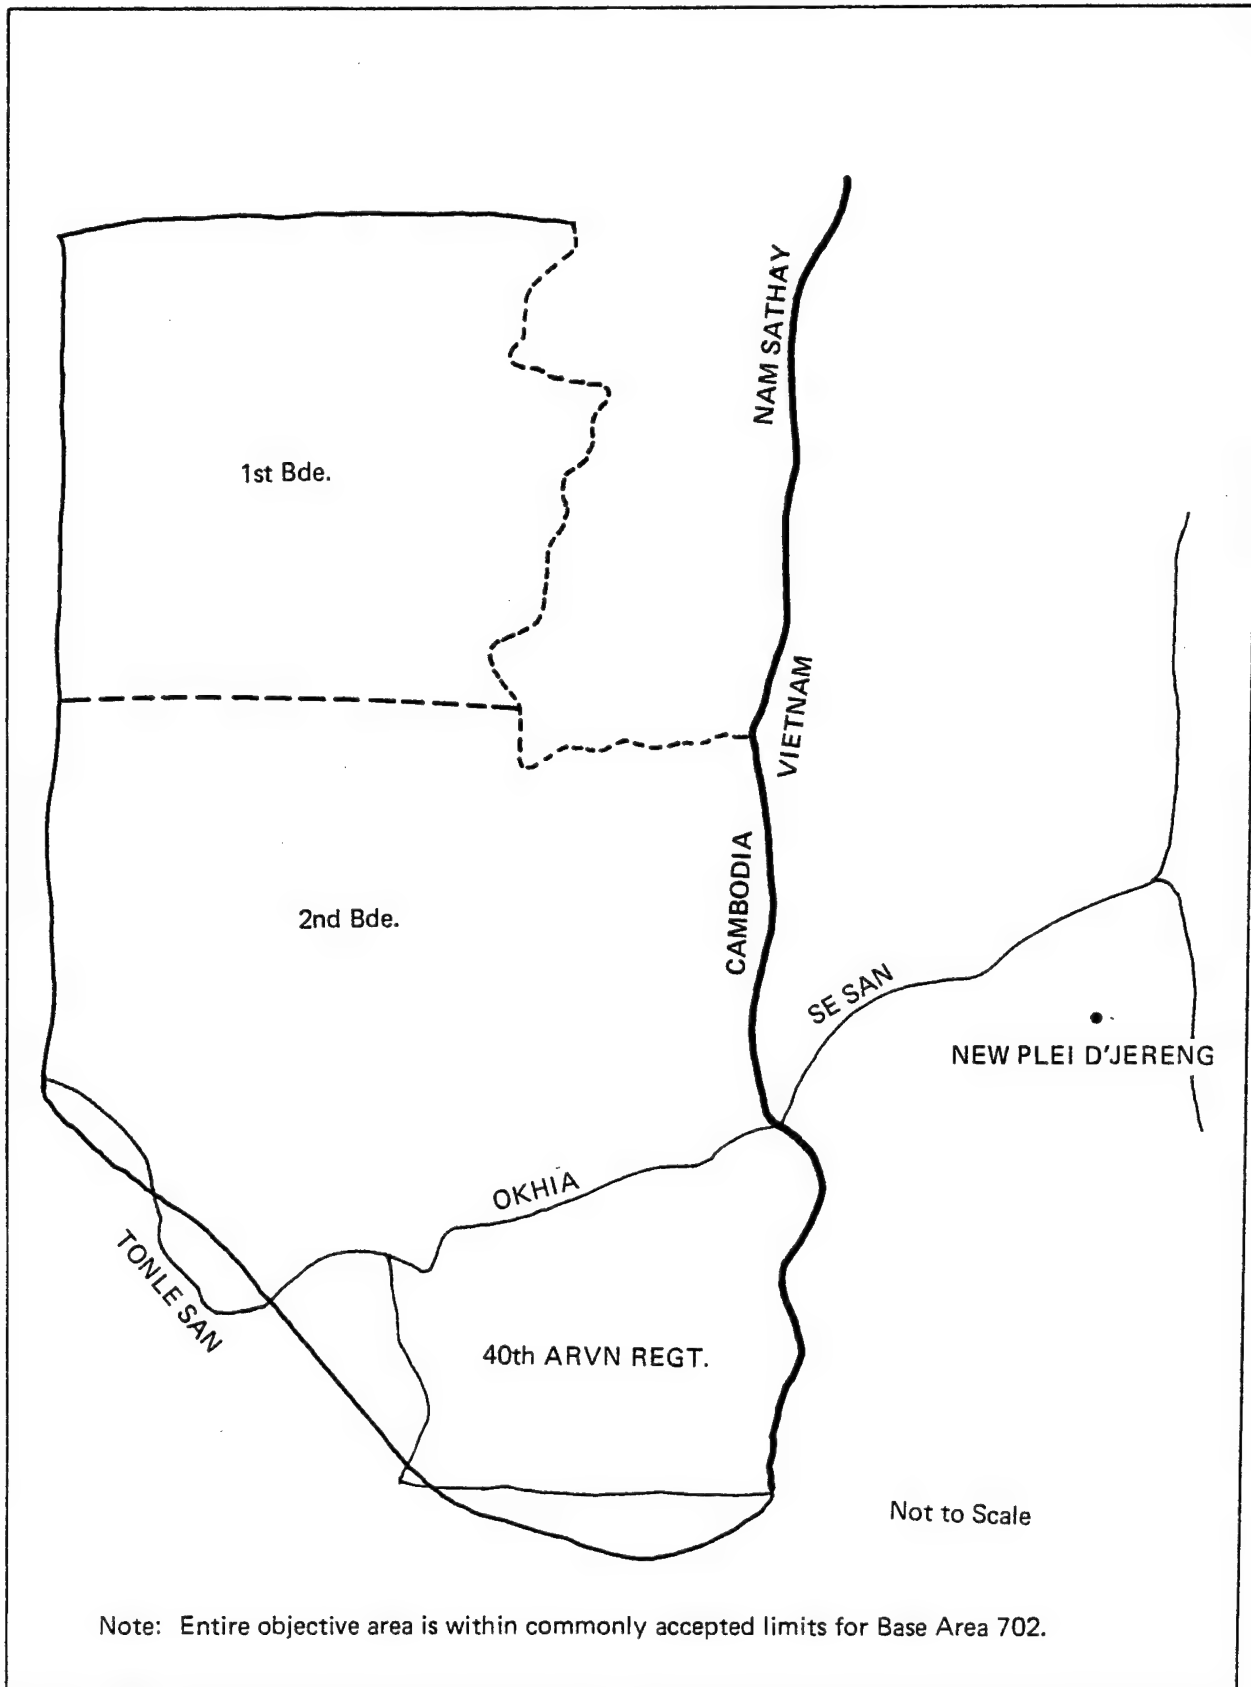 NAM SATHAY
1st Bde.
VIETNAM
CAMBODIA
2nd Bde.
SE SAN
NEW PLEI D'JERENG
OKHIA
TONLE SAN
40th ARVN REGT.
Not to Scale
Note: Entire objective area is within commonly accepted limits for Base Area 702.